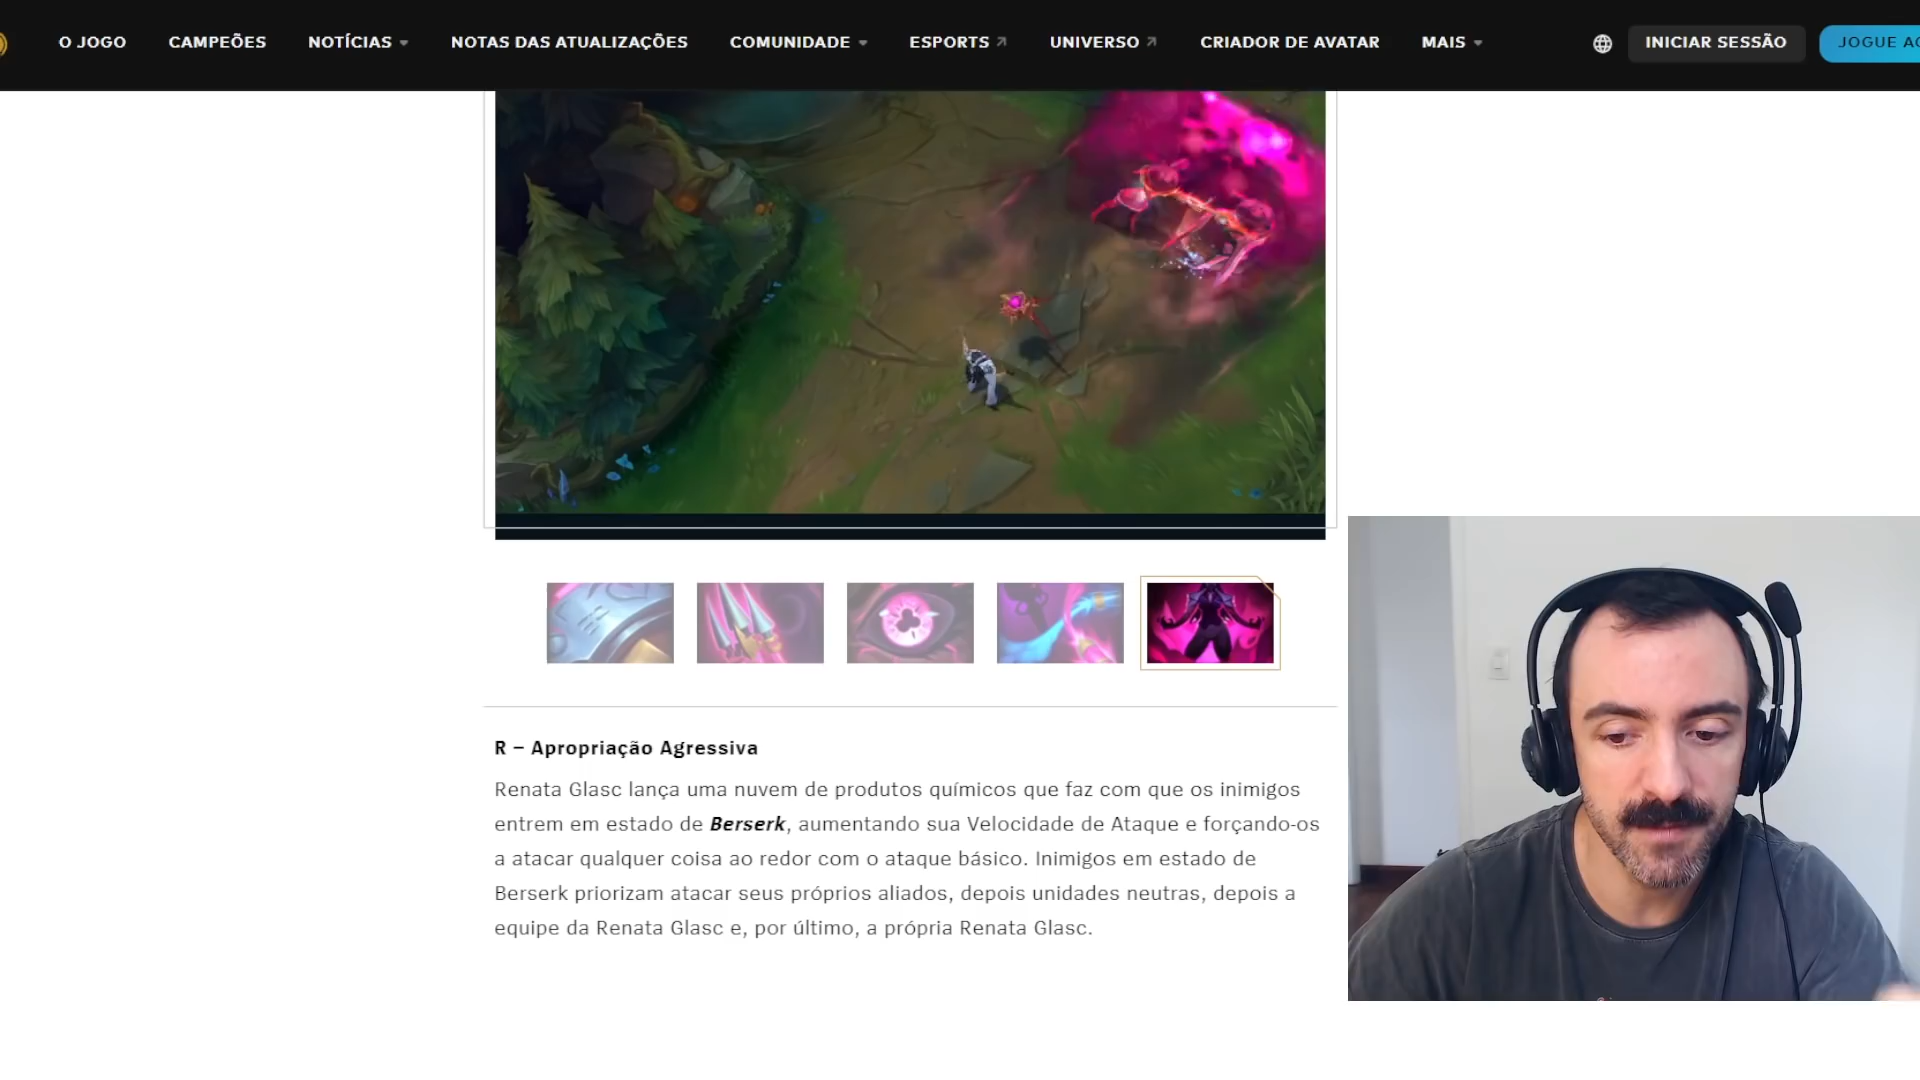 O JOGO
CAMPEÕES
NOTÍCIAS
NOTAS DAS ATUALIZAÇÕES
COMUNIDADE
ESPORTS
UNIVERSO
CRIADOR DE AVATAR
MAIS
INICIAR SESSÃO
JOGUE
R – Apropriação Agressiva
Renata Glasc lança uma nuvem de produtos químicos que faz com que os inimigos
entrem em estado de Berserk, aumentando sua Velocidade de Ataque e forçando-os
a atacar qualquer coisa ao redor com o ataque básico. Inimigos em estado de
Berserk priorizam atacar seus próprios aliados, depois unidades neutras, depois a
equipe da Renata Glasc e, por último, a própria Renata Glasc.